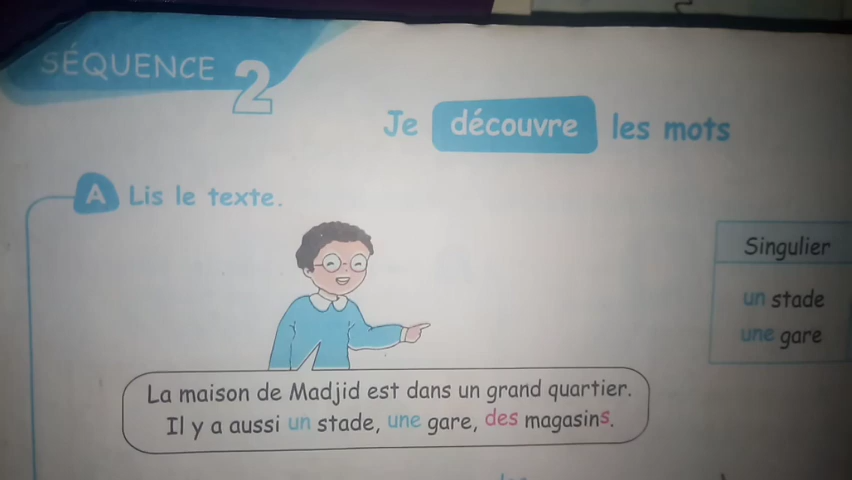 SÉQUENCE 2
Je découvre les mots
A Lis le texte.
Singulier
un stade
une gare
La maison de Madjid est dans un grand quartier.
Il y a aussi un stade, une gare, des magasins.